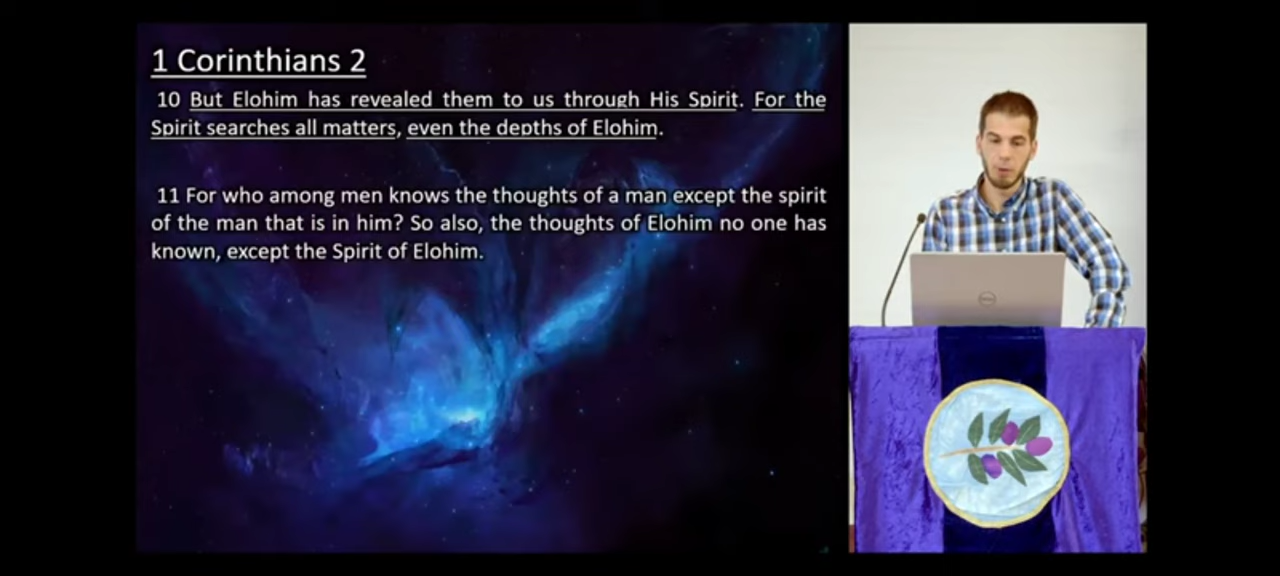 1 Corinthians 2
10 But Elohim has revealed them to us through His Spirit. For the
Spirit searches all matters, even the depths of Elohim.
11 For who among men knows the thoughts of a man except the spirit
of the man that is in him? So also, the thoughts of Elohim no one has
known, except the Spirit of Elohim.
DELL